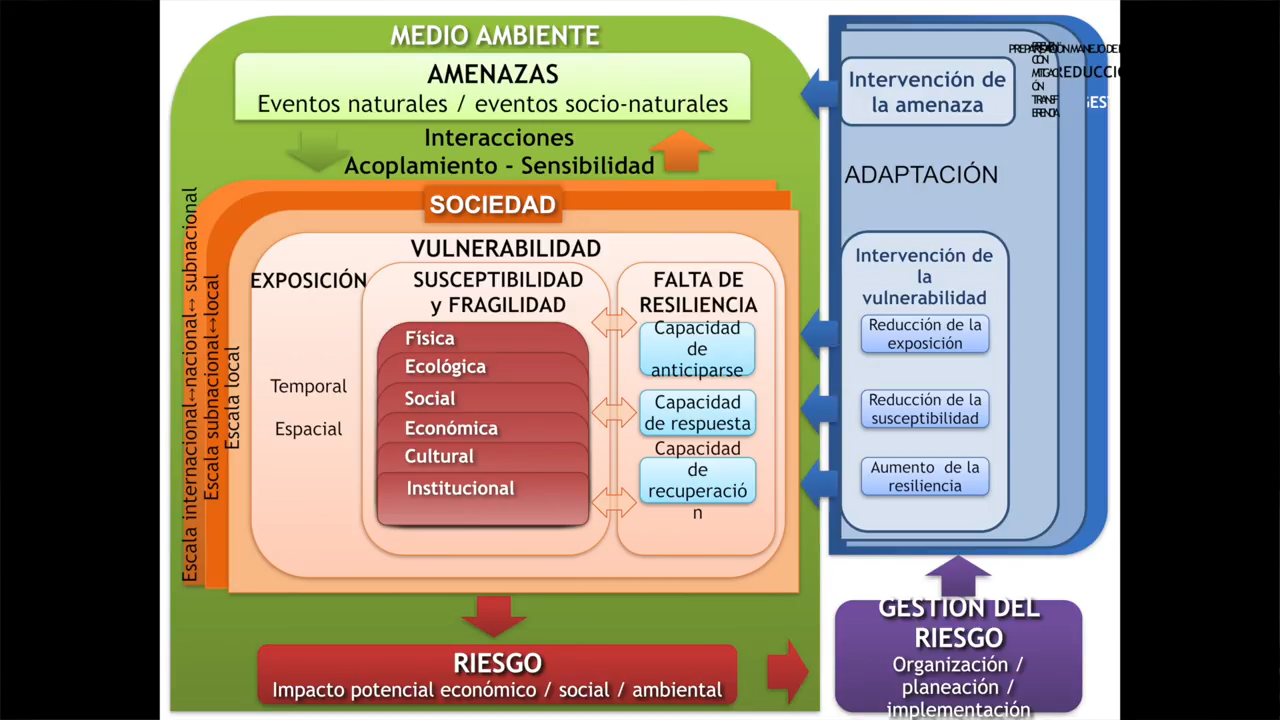 MEDIO AMBIENTE
AMENAZAS
Eventos naturales / eventos socio-naturales
Interacciones
Acoplamiento - Sensibilidad
SOCIEDAD
Escala internacional↔nacional↔ subnacional
Escala subnacional↔local
Escala local
VULNERABILIDAD
EXPOSICIÓN
Temporal
Espacial
SUSCEPTIBILIDAD
y FRAGILIDAD
Física
Ecológica
Social
Económica
Cultural
Institucional
FALTA DE
RESILIENCIA
Capacidad
de
anticiparse
Capacidad
de respuesta
Capacidad
de
recuperació
n
RIESGO
Impacto potencial económico / social / ambiental
Intervención de
la amenaza
ADAPTACIÓN
Intervención de
la
vulnerabilidad
Reducción de la
exposición
Reducción de la
susceptibilidad
Aumento de la
resiliencia
GESTIÓN DEL
RIESGO
Organización /
planeación /
implementación